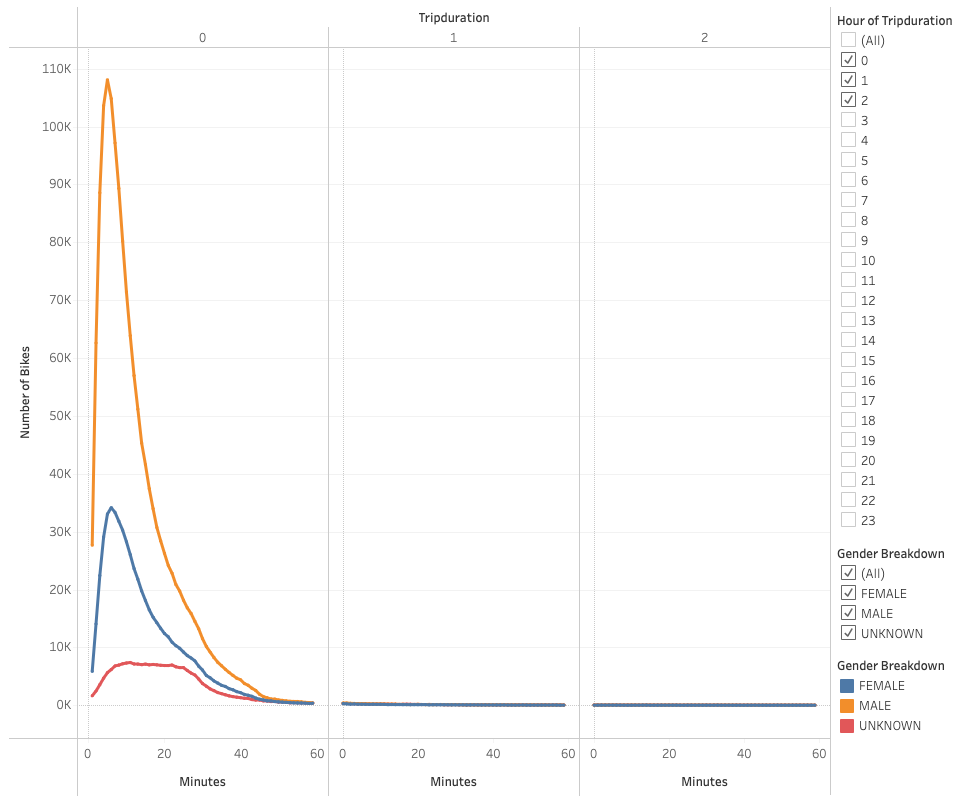 Tripduration
0 1 2
110K
100K
90K
80K
70K
60K
50K
40K
30K
20K
10K
0K
Number of Bikes
0 20 40 60 0 20 40 60 0 20 40 60
Minutes Minutes Minutes
Hour of Tripduration
(All)
0
1
2
3
4
5
6
7
8
9
10
11
12
13
14
15
16
17
18
19
20
21
22
23
Gender Breakdown
(All)
FEMALE
MALE
UNKNOWN
Gender Breakdown
FEMALE
MALE
UNKNOWN